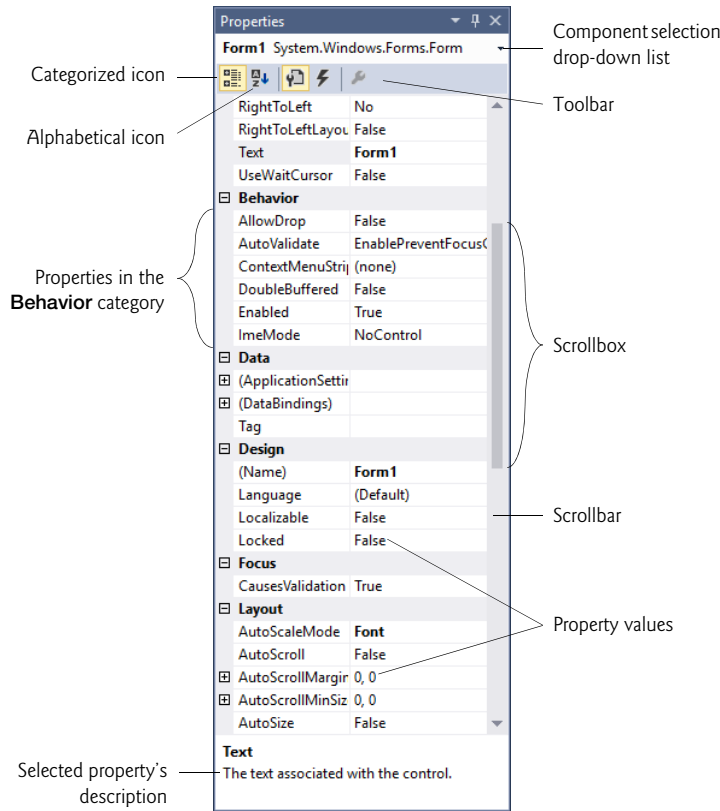 Properties
Form1 System.Windows.Forms.Form
Component selection
drop-down list
Categorized icon
Toolbar
Alphabetical icon
RightToLeft No
RightToLeftLayou False
Text Form1
UseWaitCursor False
Behavior
AllowDrop False
AutoValidate EnablePreventFocusC
ContextMenuStri (none)
DoubleBuffered False
Enabled True
ImeMode NoControl
Properties in the
Behavior category
Scrollbox
Data
(ApplicationSettin
(DataBindings)
Tag
Design
(Name) Form1
Language (Default)
Localizable False
Locked False
Scrollbar
Focus
CausesValidation True
Layout
AutoScaleMode Font
AutoScroll False
AutoScrollMargin 0, 0
AutoScrollMinSiz 0, 0
AutoSize False
Property values
Text
The text associated with the control.
Selected property's
description